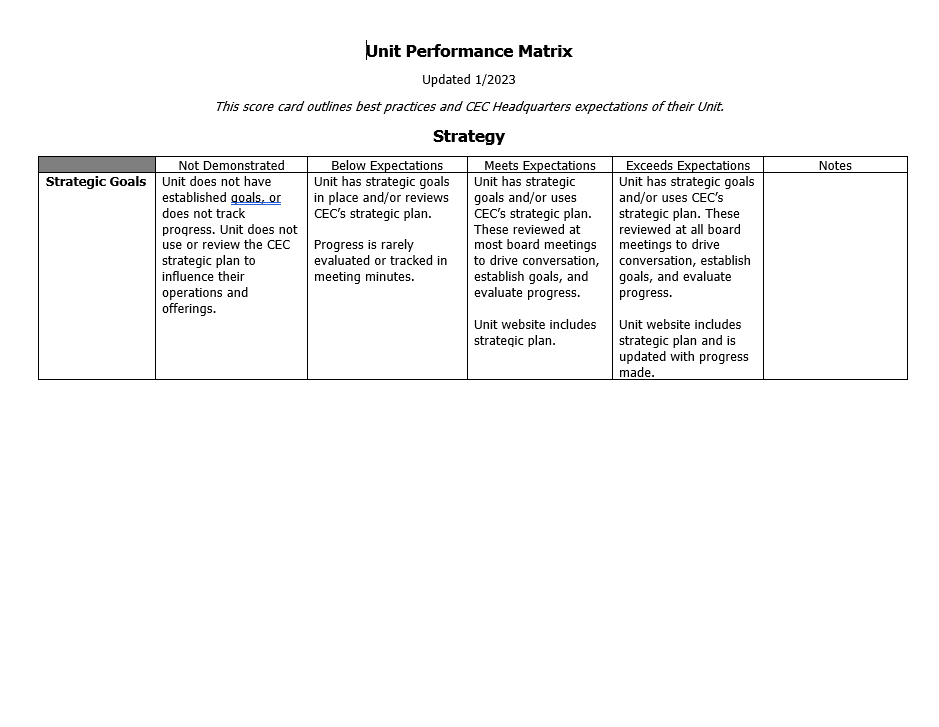 Unit Performance Matrix
Updated 1/2023
This score card outlines best practices and CEC Headquarters expectations of their Unit.
Strategy
Not Demonstrated
Below Expectations
Meets Expectations
Exceeds Expectations
Notes
Strategic Goals
Unit does not have
established goals, or
does not track
progress. Unit does not
use or review the CEC
strategic plan to
influence their
operations and
offerings.
Unit has strategic goals
in place and/or reviews
CEC’s strategic plan.
Progress is rarely
evaluated or tracked in
meeting minutes.
Unit has strategic
goals and/or uses
CEC’s strategic plan.
These reviewed at
most board meetings
to drive conversation,
establish goals, and
evaluate progress.
Unit website includes
strategic plan.
Unit has strategic goals
and/or uses CEC’s
strategic plan. These
reviewed at all board
meetings to drive
conversation, establish
goals, and evaluate
progress.
Unit website includes
strategic plan and is
updated with progress
made.